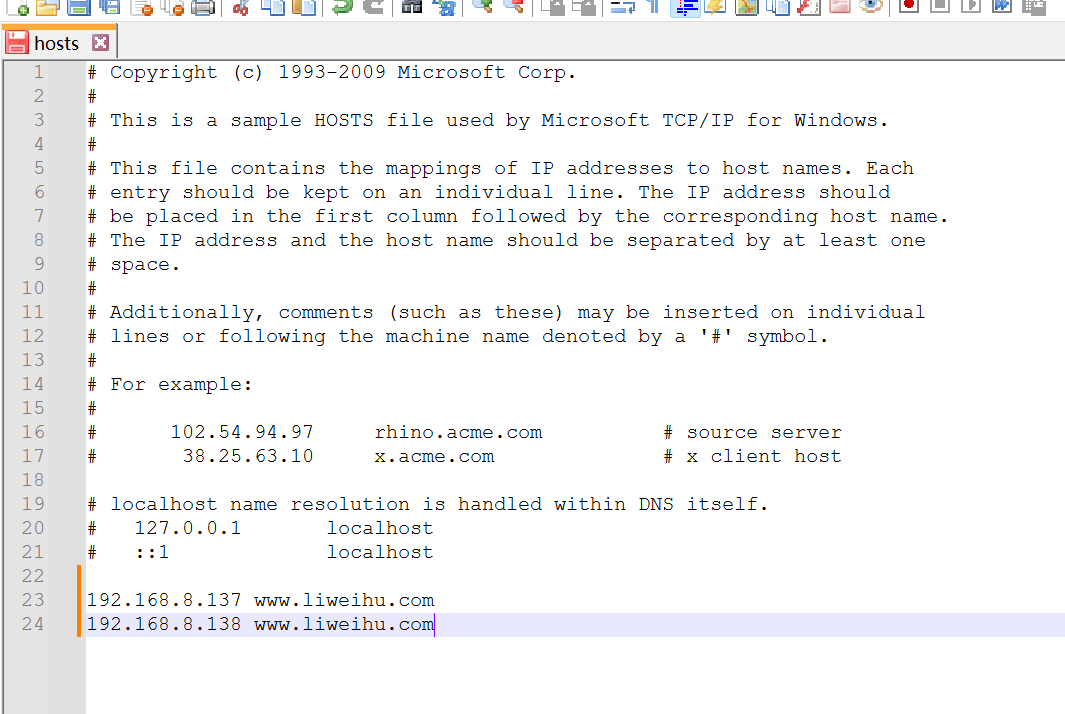 hosts
1 # Copyright (c) 1993-2009 Microsoft Corp.
2 #
3 # This is a sample HOSTS file used by Microsoft TCP/IP for Windows.
4 #
5 # This file contains the mappings of IP addresses to host names. Each
6 # entry should be kept on an individual line. The IP address should
7 # be placed in the first column followed by the corresponding host name.
8 # The IP address and the host name should be separated by at least one
9 # space.
10 #
11 # Additionally, comments (such as these) may be inserted on individual
12 # lines or following the machine name denoted by a '#' symbol.
13 #
14 # For example:
15 #
16 # 102.54.94.97 rhino.acme.com # source server
17 # 38.25.63.10 x.acme.com # x client host
18
19 # localhost name resolution is handled within DNS itself.
20 # 127.0.0.1 localhost
21 # ::1 localhost
22
23 192.168.8.137 www.liweihu.com
24 192.168.8.138 www.liweihu.com